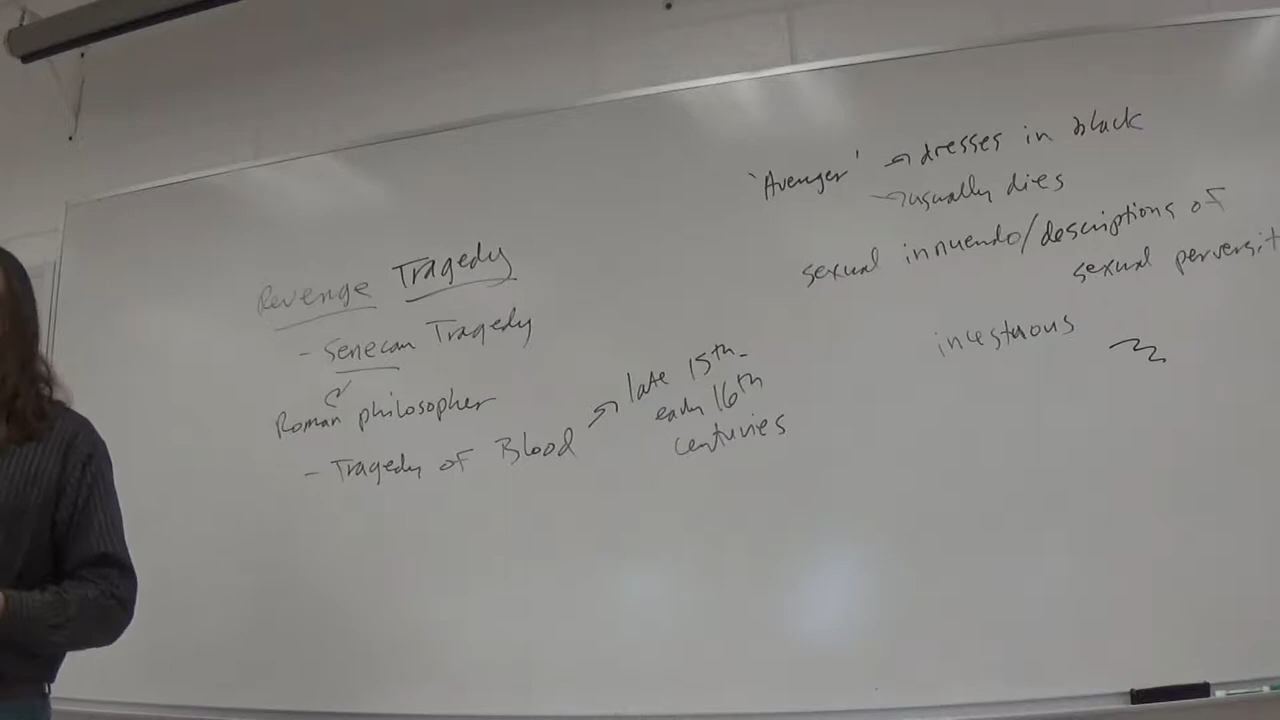 Revenge Tragedy
- Senecan Tragedy
Roman philosopher
- Tragedy of Blood → late 15th -
early 16th
centuries
'Avenger' → dresses in black
→ usually dies
sexual innuendo/descriptions of
sexual perversit
incestuous